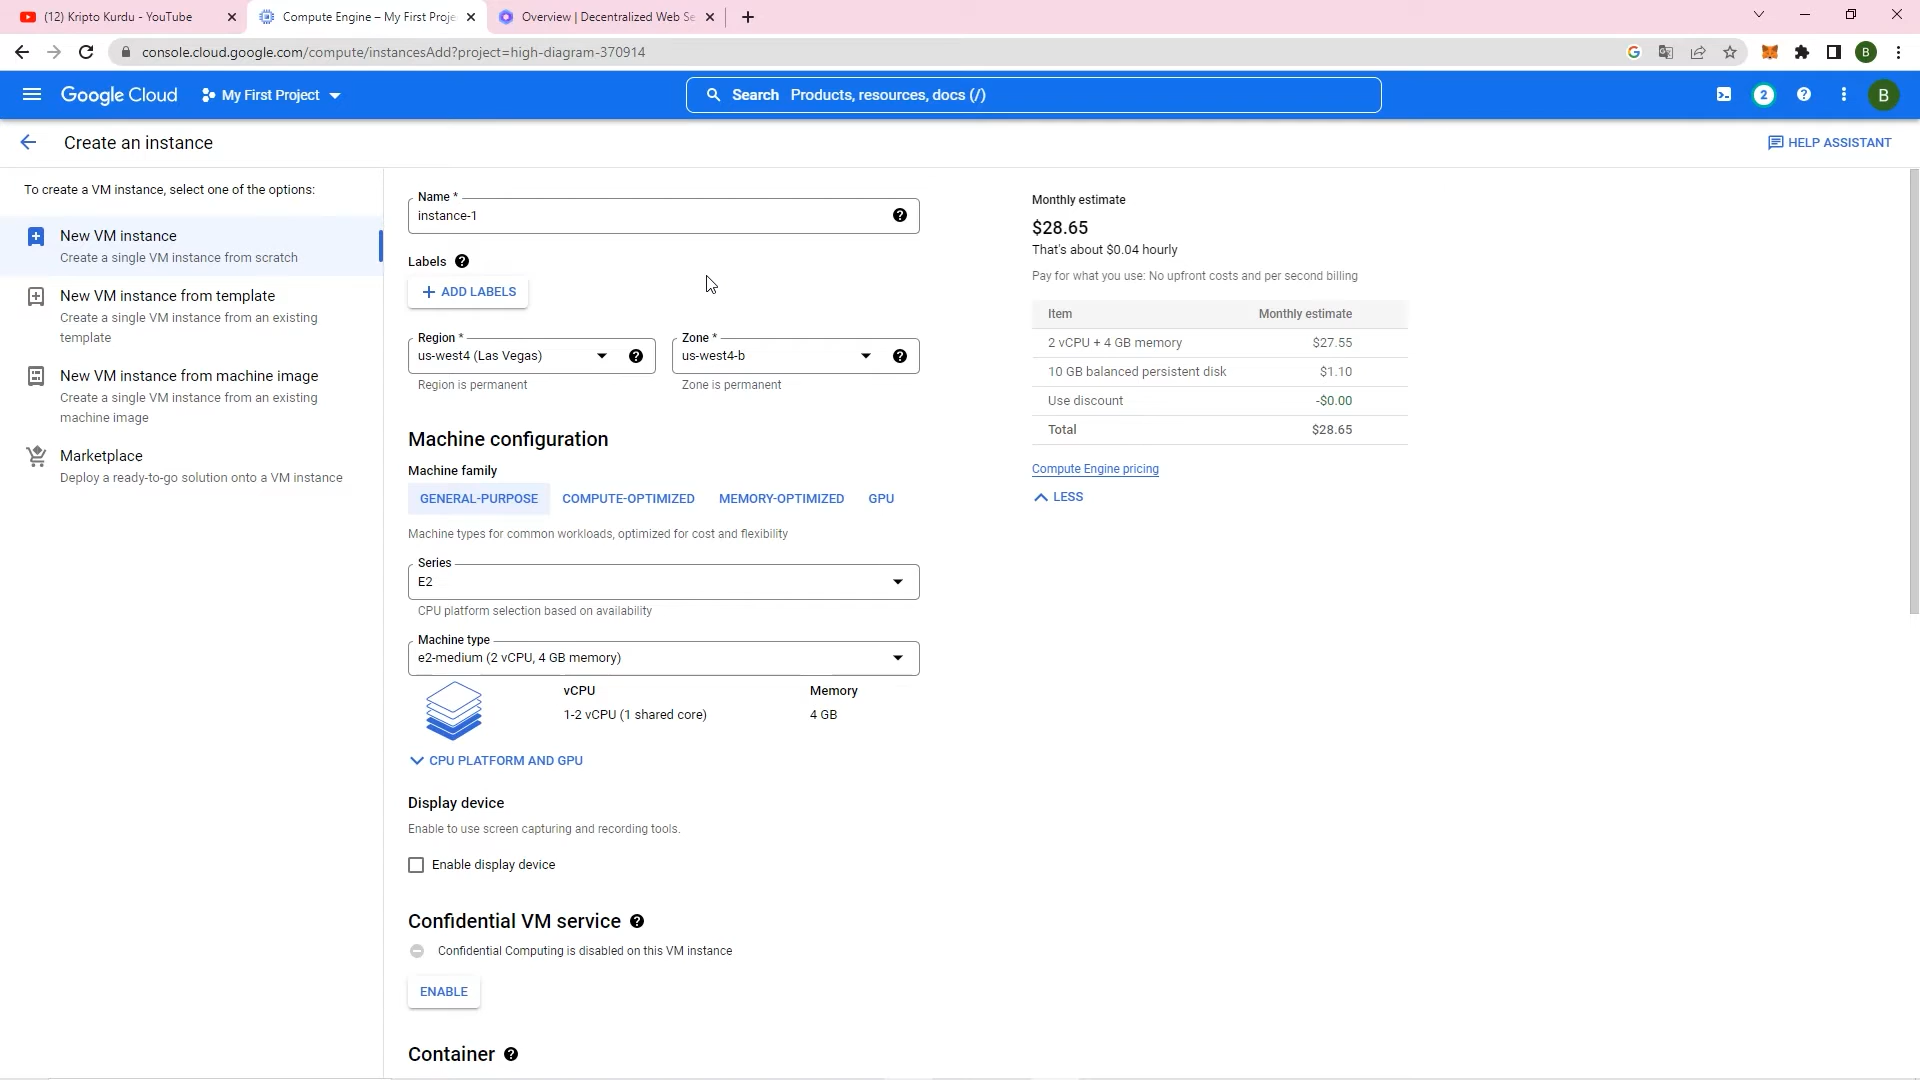 (12) Kripto Kurdu - YouTube
Compute Engine – My First Proje
Overview | Decentralized Web Se
console.cloud.google.com/compute/instancesAdd?project=high-diagram-370914
B
Google Cloud
My First Project
Search Products, resources, docs (/)
2
B
Create an instance
HELP ASSISTANT
To create a VM instance, select one of the options:
New VM instance
Create a single VM instance from scratch
New VM instance from template
Create a single VM instance from an existing
template
New VM instance from machine image
Create a single VM instance from an existing
machine image
Marketplace
Deploy a ready-to-go solution onto a VM instance
Name *
instance-1
Labels
ADD LABELS
Region *
us-west4 (Las Vegas)
Region is permanent
Zone *
us-west4-b
Zone is permanent
Machine configuration
Machine family
GENERAL-PURPOSE
COMPUTE-OPTIMIZED
MEMORY-OPTIMIZED
GPU
Machine types for common workloads, optimized for cost and flexibility
Series
E2
CPU platform selection based on availability
Machine type
e2-medium (2 vCPU, 4 GB memory)
vCPU
1-2 vCPU (1 shared core)
Memory
4 GB
CPU PLATFORM AND GPU
Display device
Enable to use screen capturing and recording tools.
Enable display device
Confidential VM service
Confidential Computing is disabled on this VM instance
ENABLE
Container
Monthly estimate
$28.65
That's about $0.04 hourly
Pay for what you use: No upfront costs and per second billing
Item Monthly estimate
2 vCPU + 4 GB memory $27.55
10 GB balanced persistent disk $1.10
Use discount -$0.00
Total $28.65
Compute Engine pricing
LESS